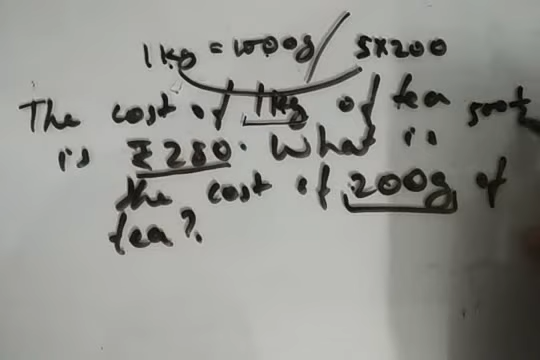 1kg = 1000g / 5x200
The cost of 1kg of tea
is ₹280. What is
the cost of 200g of
tea?